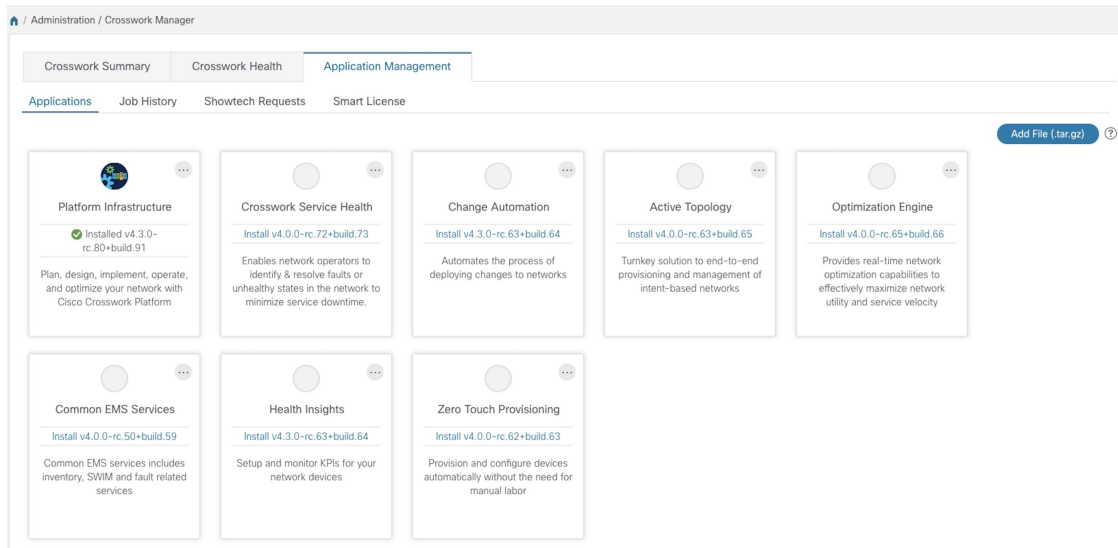 / Administration / Crosswork Manager
Crosswork Summary Crosswork Health Application Management
Applications Job History Showtech Requests Smart License
Add File (.tar.gz) ?
Platform Infrastructure
Installed v4.3.0-
rc.80+build.91
Plan, design, implement, operate,
and optimize your network with
Cisco Crosswork Platform
Crosswork Service Health
Install v4.0.0-rc.72+build.73
Enables network operators to
identify & resolve faults or
unhealthy states in the network to
minimize service downtime.
Change Automation
Install v4.3.0-rc.63+build.64
Automates the process of
deploying changes to networks
Active Topology
Install v4.0.0-rc.63+build.65
Turnkey solution to end-to-end
provisioning and management of
intent-based networks
Optimization Engine
Install v4.0.0-rc.65+build.66
Provides real-time network
optimization capabilities to
effectively maximize network
utility and service velocity
Common EMS Services
Install v4.0.0-rc.50+build.59
Common EMS services includes
inventory, SWIM and fault related
services
Health Insights
Install v4.3.0-rc.63+build.64
Setup and monitor KPIs for your
network devices
Zero Touch Provisioning
Install v4.0.0-rc.62+build.63
Provision and configure devices
automatically without the need for
manual labor